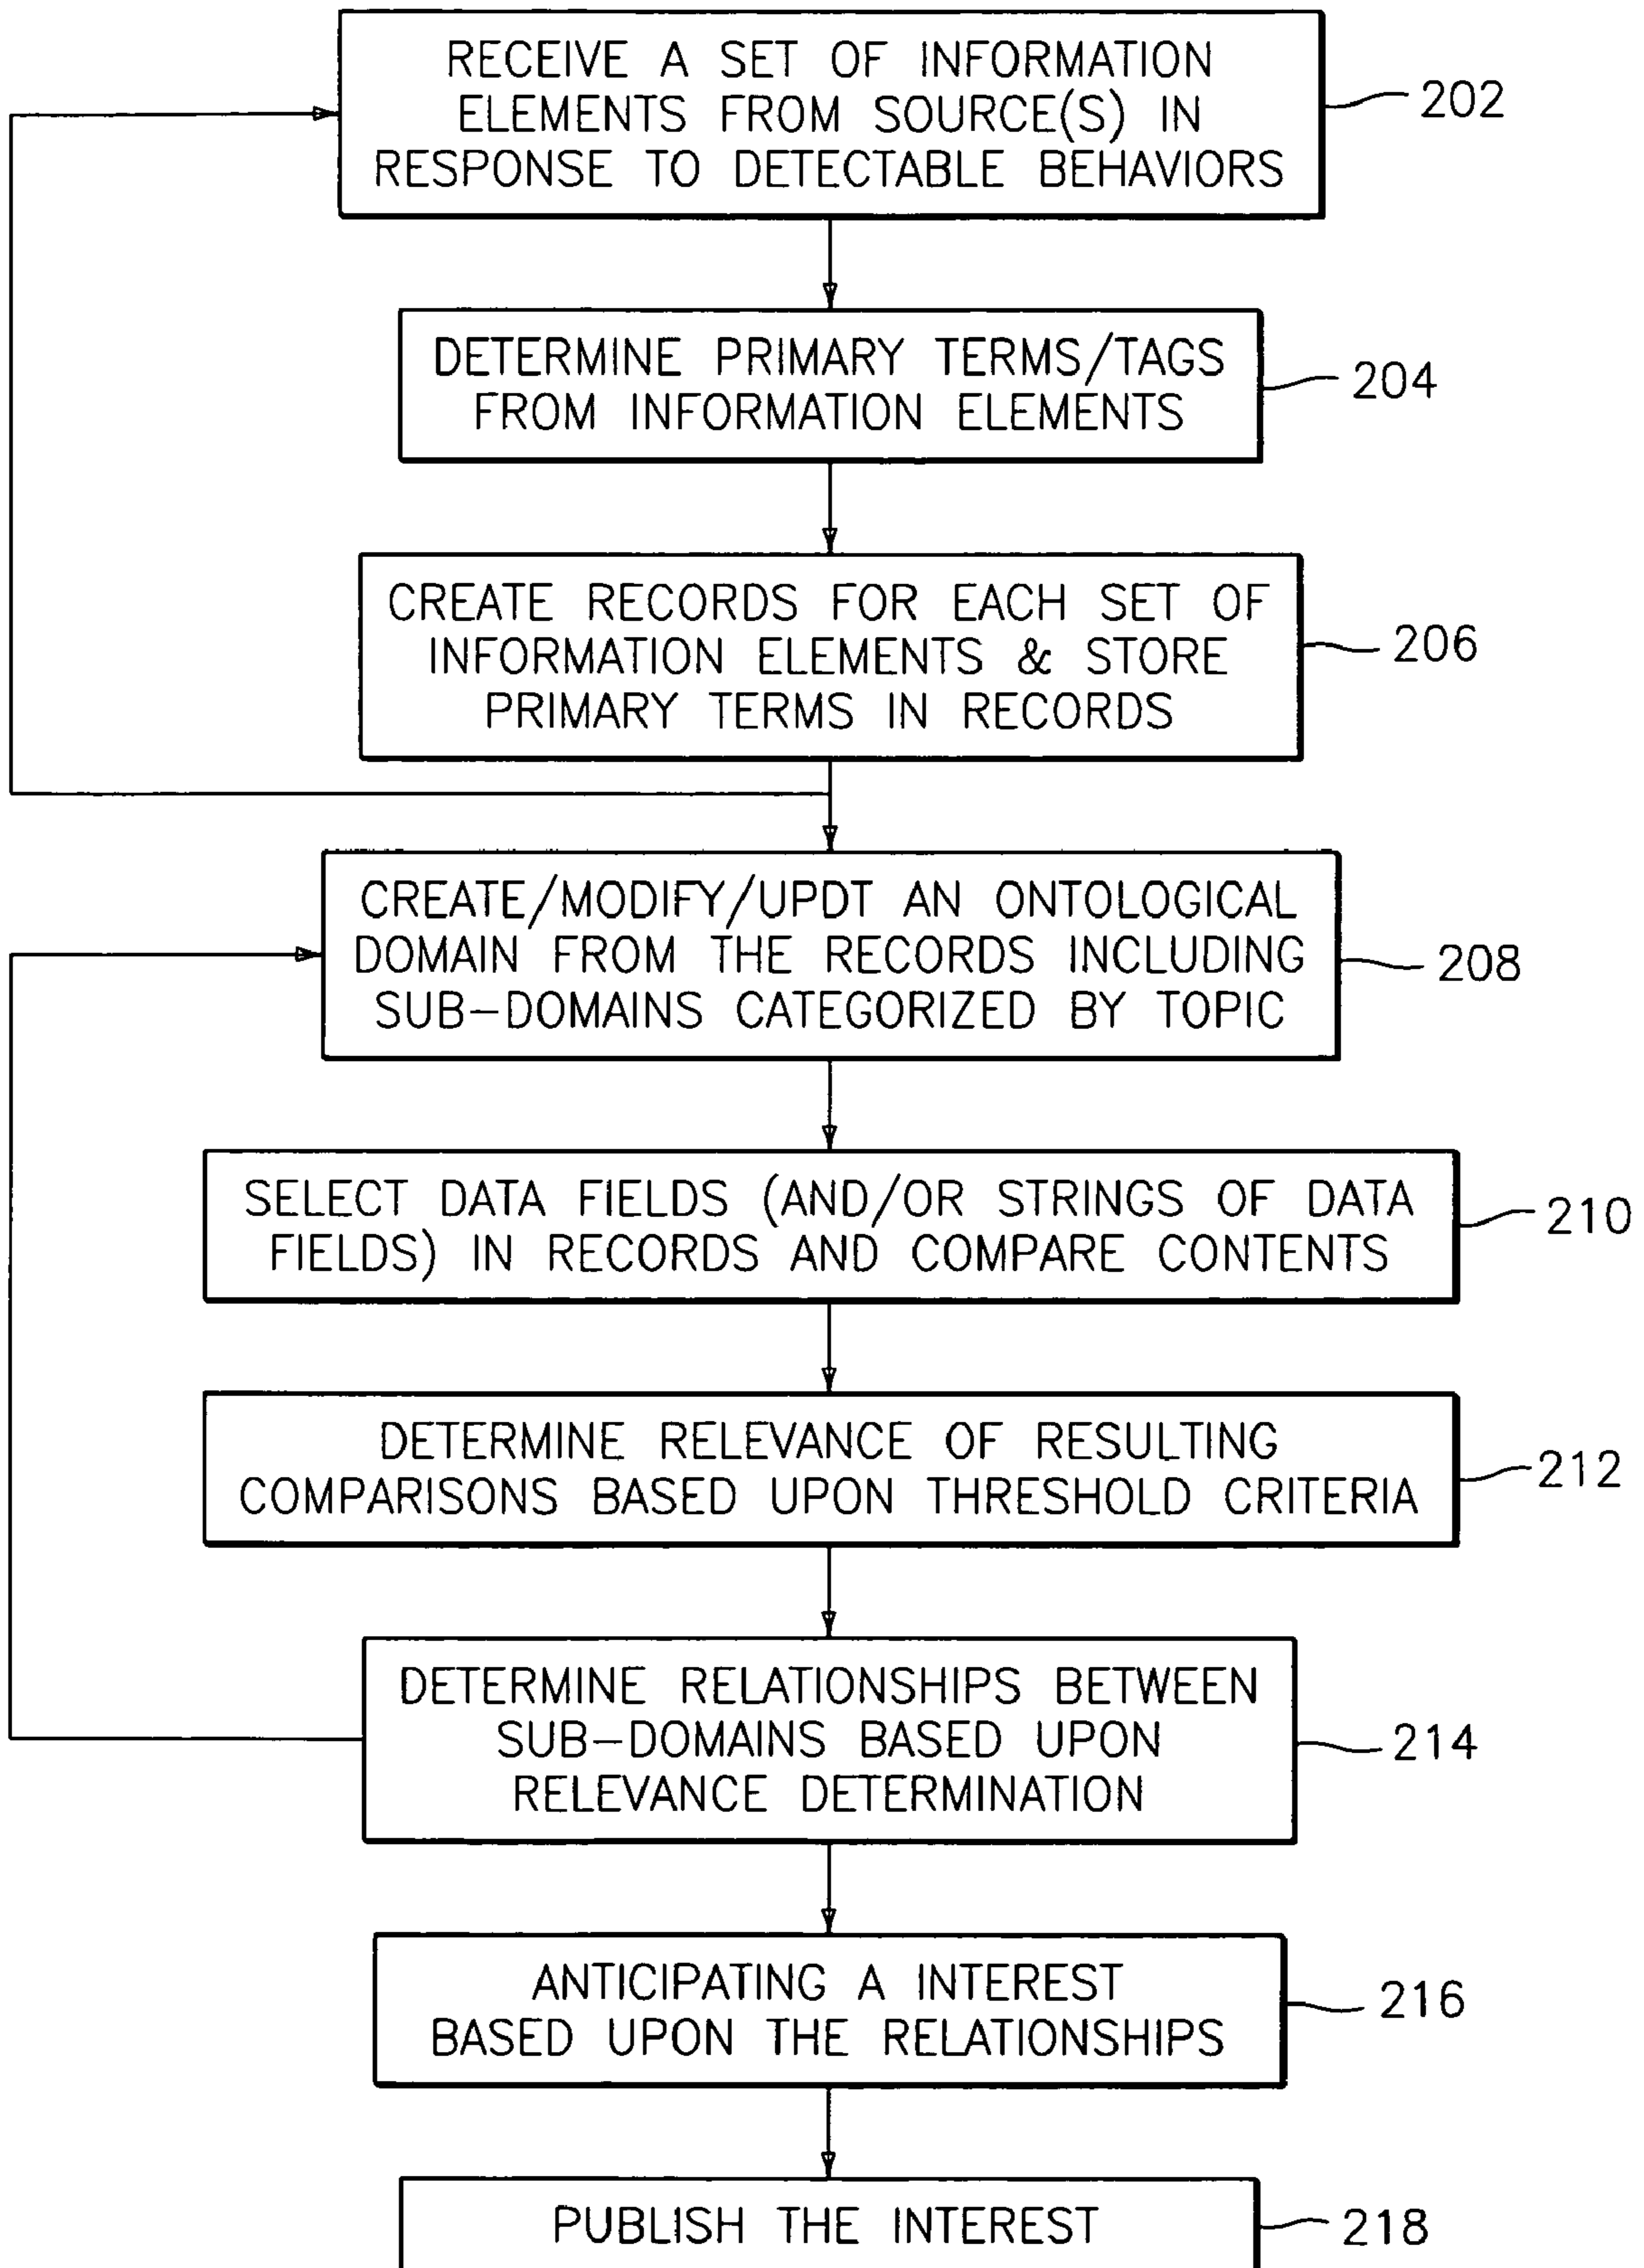 RECEIVE A SET OF INFORMATION
ELEMENTS FROM SOURCE(S) IN
RESPONSE TO DETECTABLE BEHAVIORS
202
DETERMINE PRIMARY TERMS/TAGS
FROM INFORMATION ELEMENTS
204
CREATE RECORDS FOR EACH SET OF
INFORMATION ELEMENTS & STORE
PRIMARY TERMS IN RECORDS
206
CREATE/MODIFY/UPDT AN ONTOLOGICAL
DOMAIN FROM THE RECORDS INCLUDING
SUB-DOMAINS CATEGORIZED BY TOPIC
208
SELECT DATA FIELDS (AND/OR STRINGS OF DATA
FIELDS) IN RECORDS AND COMPARE CONTENTS
210
DETERMINE RELEVANCE OF RESULTING
COMPARISONS BASED UPON THRESHOLD CRITERIA
212
DETERMINE RELATIONSHIPS BETWEEN
SUB-DOMAINS BASED UPON
RELEVANCE DETERMINATION
214
ANTICIPATING A INTEREST
BASED UPON THE RELATIONSHIPS
216
PUBLISH THE INTEREST
218